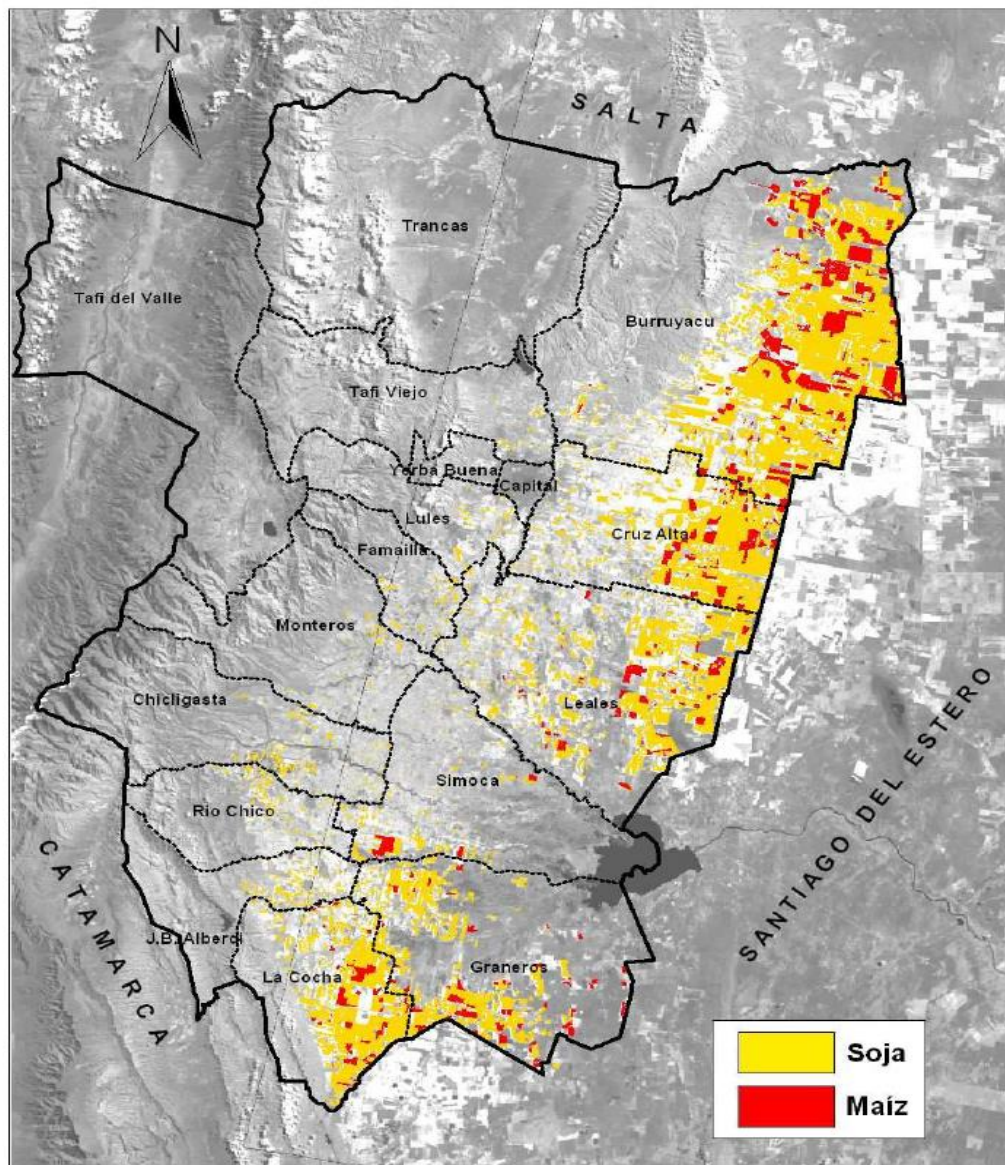 N
SALTA
Trancas
Tafi del Valle
Burruyacu
Tafi Viejo
Yerba Buena
Capital
Lules
Cruz Alta
Famailla
Monteros
Chicligasta
Leales
Simoca
Rio Chico
SANTIAGO DEL ESTERO
CATAMARCA
J.B. Alberdi
La Cocha
Graneros
Soja
Maíz